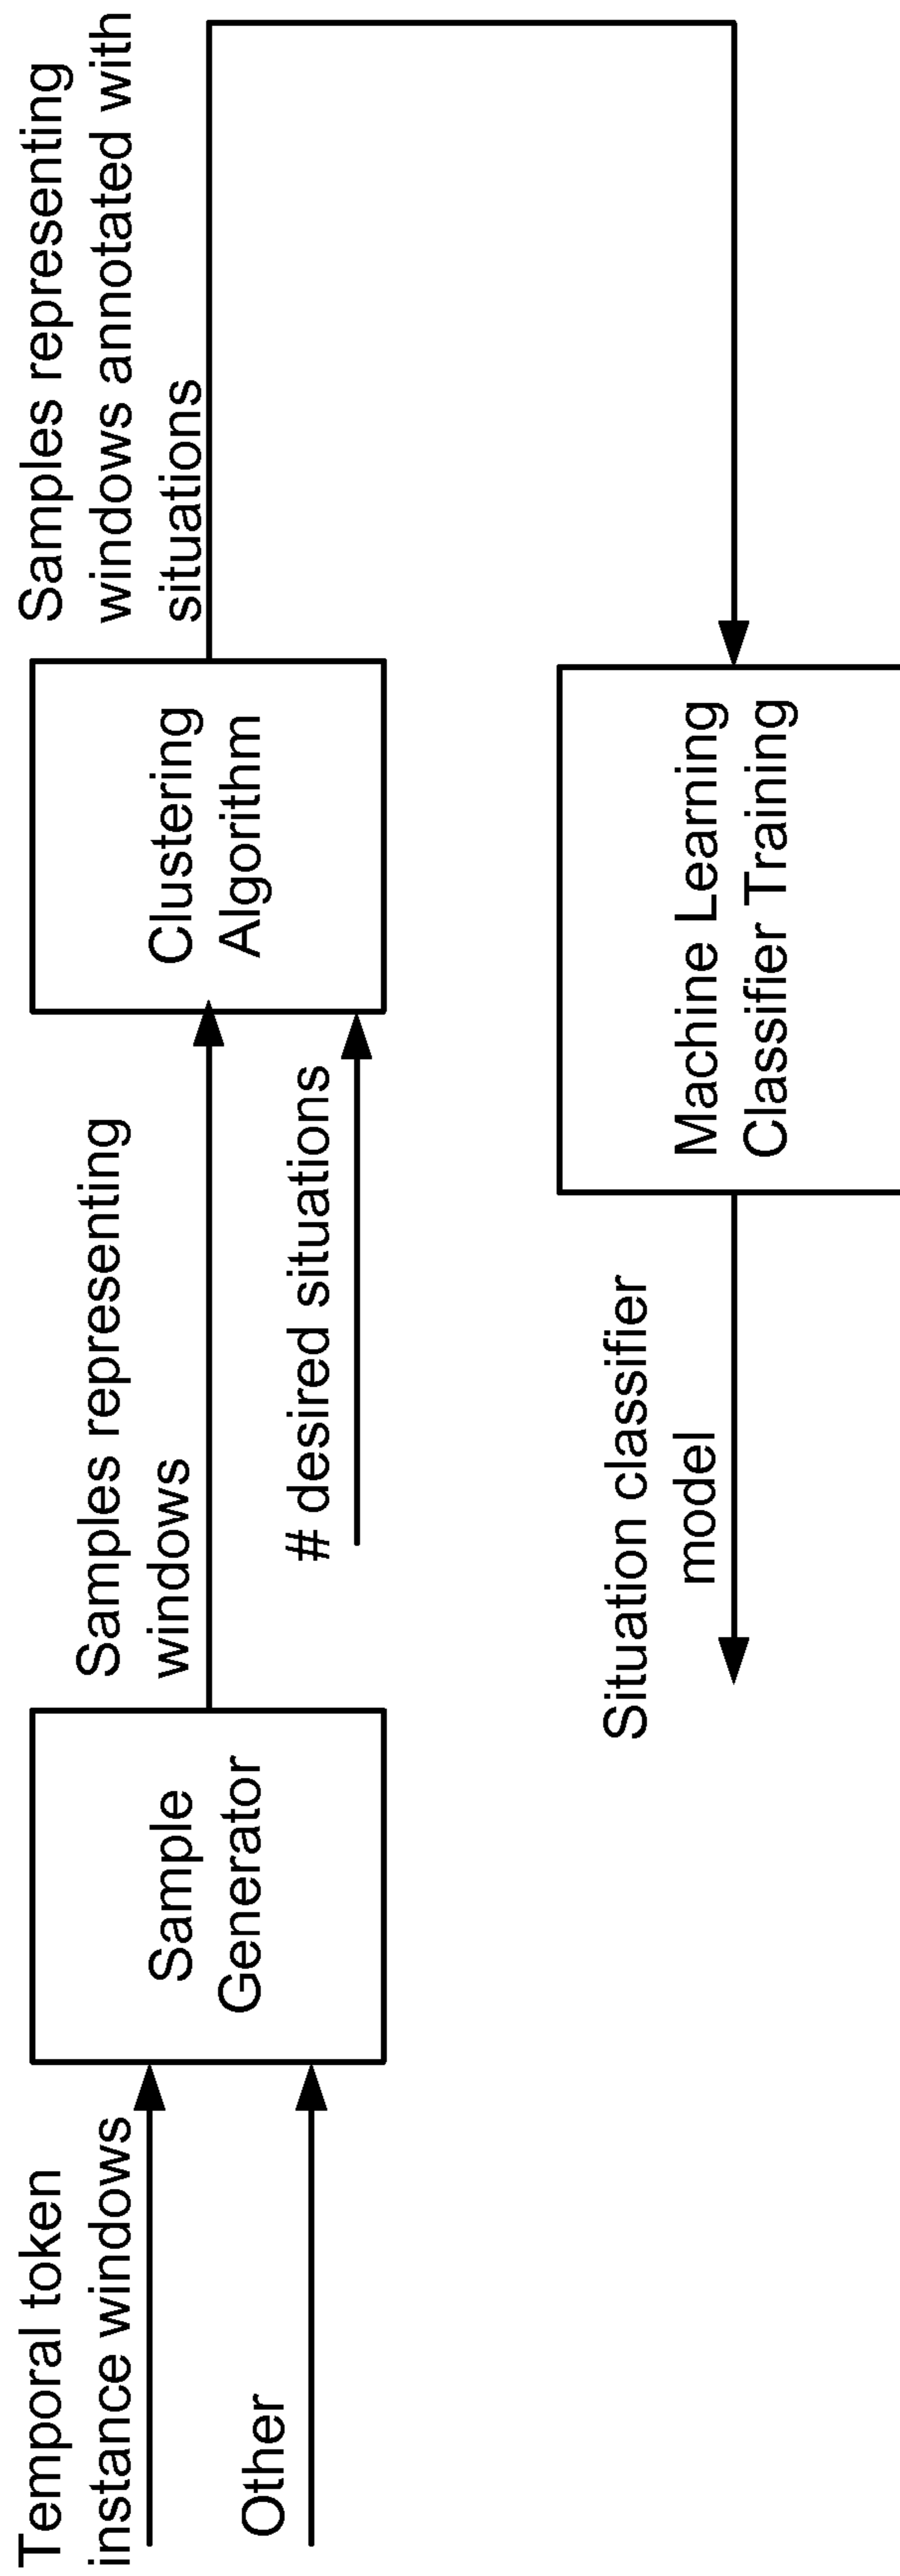 Temporal token
instance windows
Other
Sample
Generator
Samples representing
windows
# desired situations
Clustering
Algorithm
Samples representing
windows annotated with
situations
Machine Learning
Classifier Training
Situation classifier
model